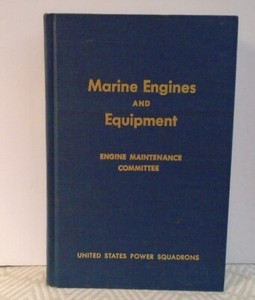 Marine Engines
AND
Equipment
ENGINE MAINTENANCE
COMMITTEE
UNITED STATES POWER SQUADRONS